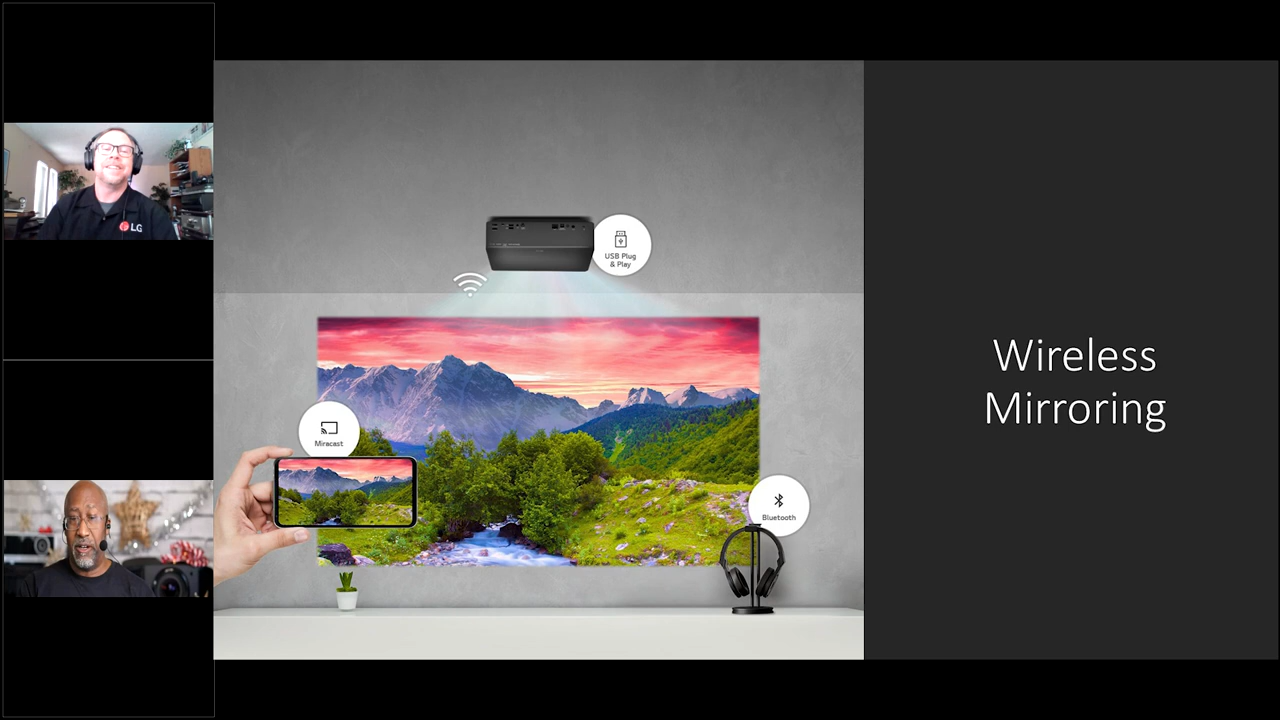 LG
USB Plug
& Play
Miracast
Bluetooth
Wireless
Mirroring